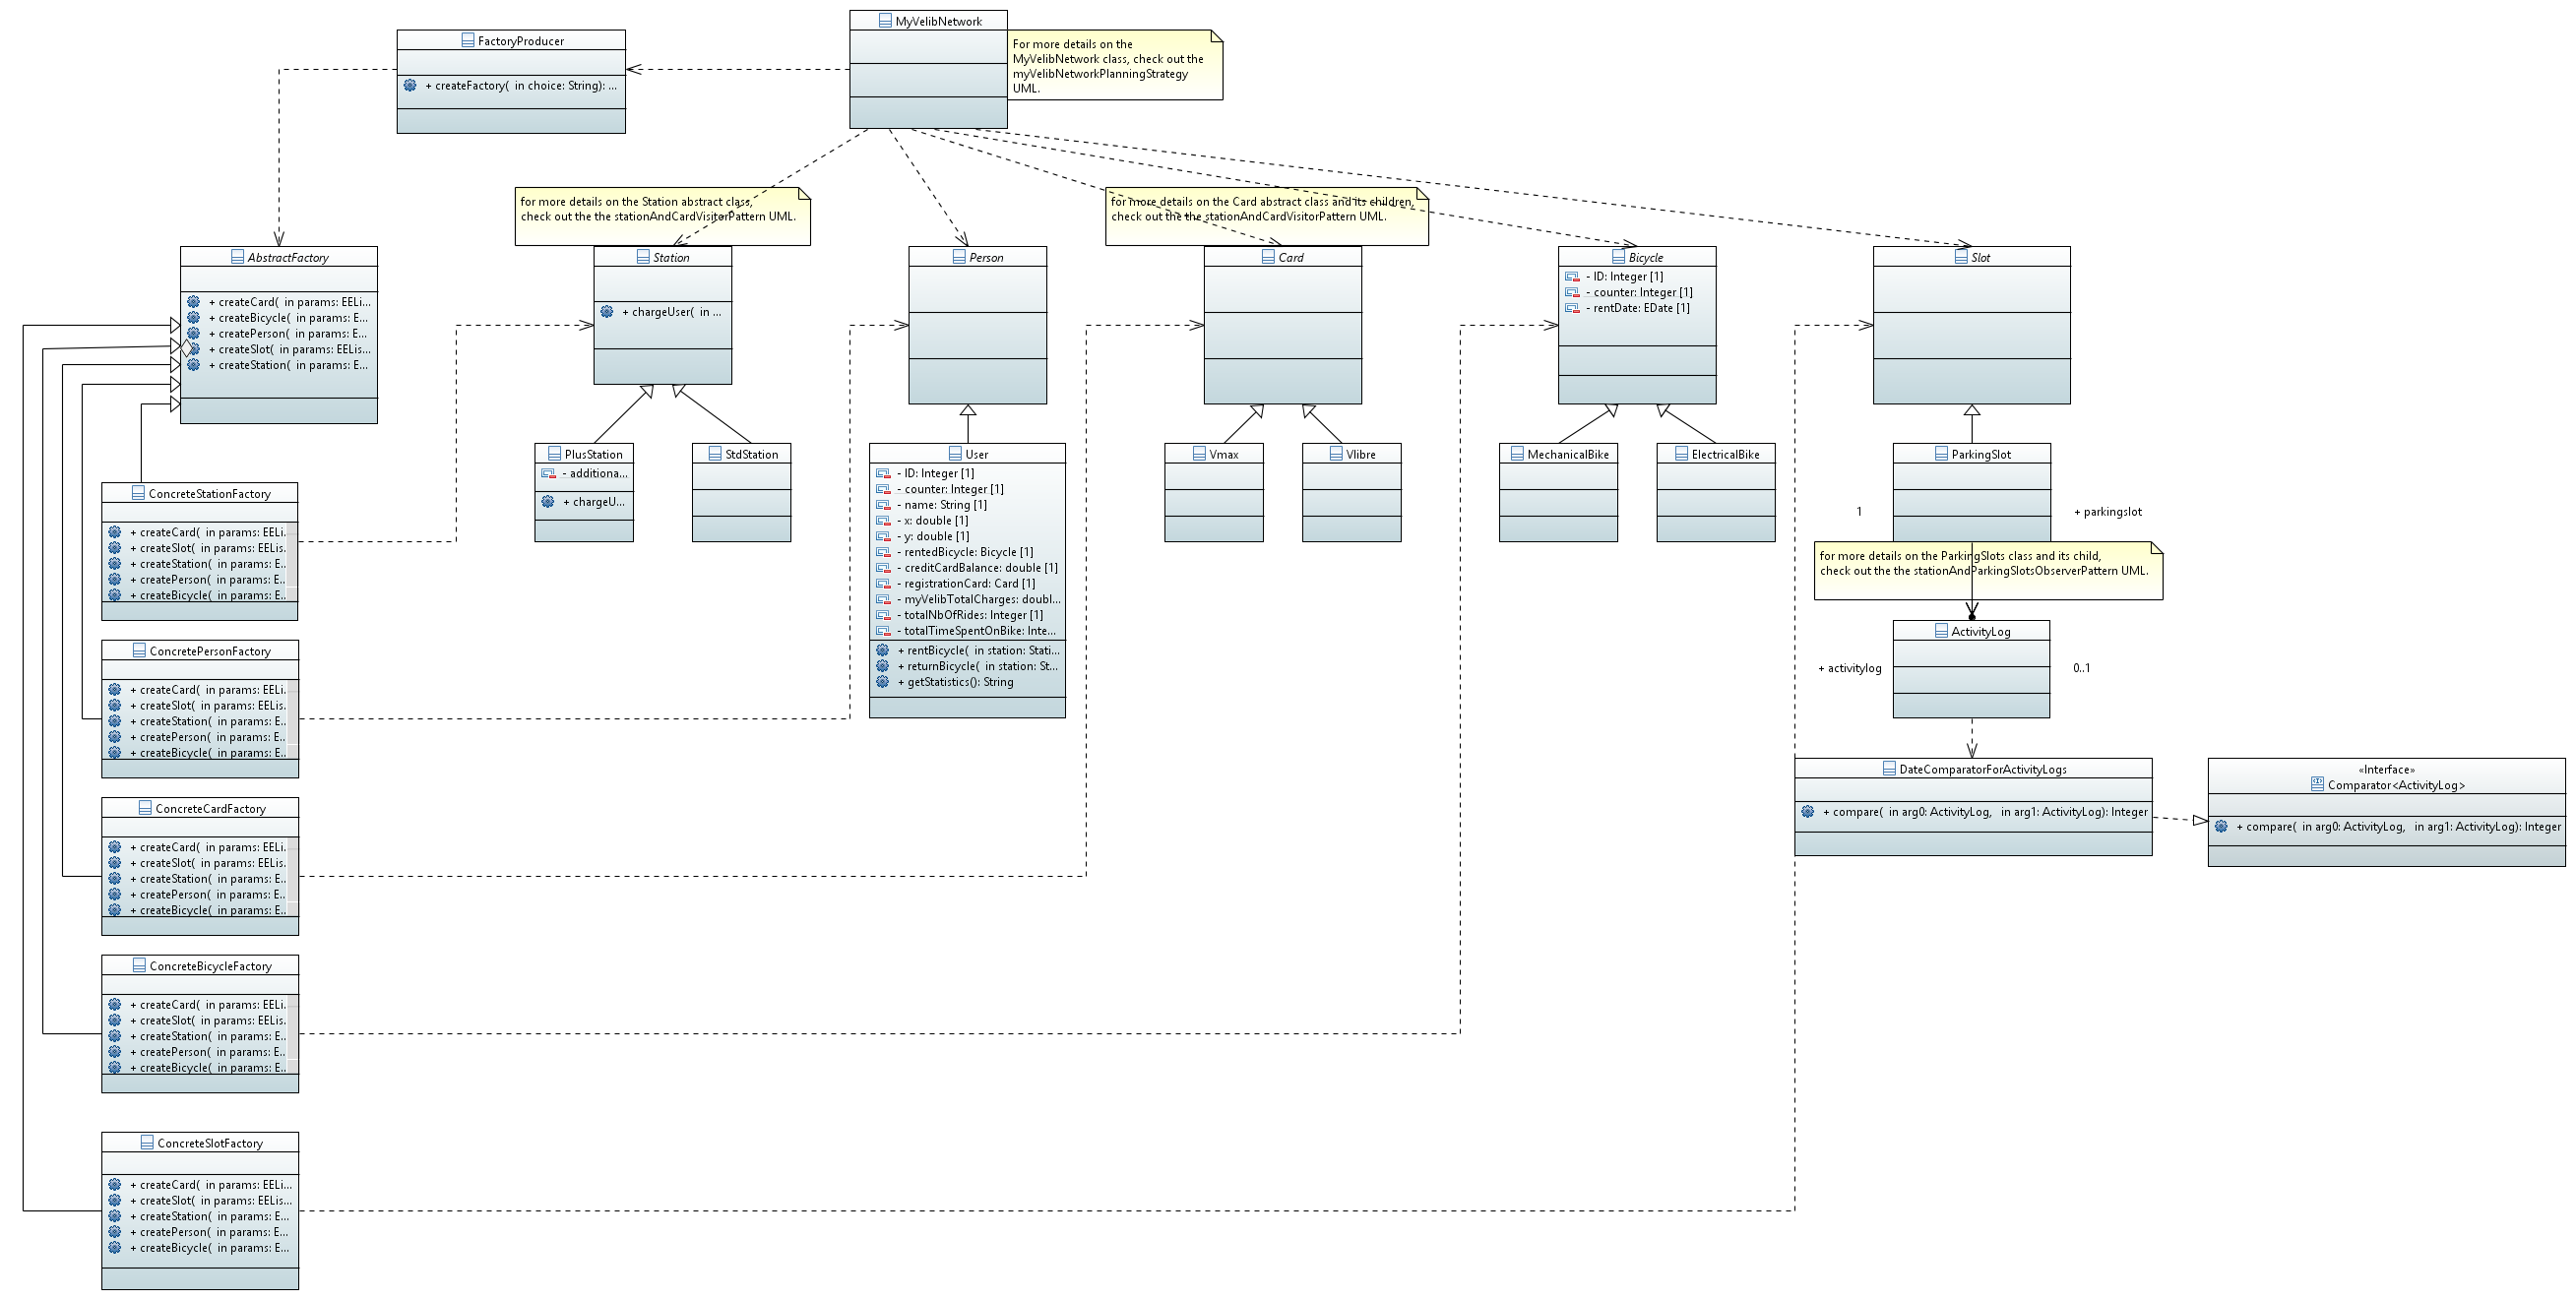 MyVelibNetwork
For more details on the
MyVelibNetwork class, check out the
myVelibNetworkPlanningStrategy
UML.
FactoryProducer
+ createFactory( in choice: String): ...
for more details on the Station abstract class,
check out the the stationAndCardVisitorPattern UML.
for more details on the Card abstract class and its children,
check out the the stationAndCardVisitorPattern UML.
AbstractFactory
+ createCard( in params: EELi...
+ createBicycle( in params: E...
+ createPerson( in params: E...
+ createSlot( in params: EELis...
+ createStation( in params: E...
Station
+ chargeUser( in ...
Person
Card
Bicycle
- ID: Integer [1]
- counter: Integer [1]
- rentDate: EDate [1]
Slot
PlusStation
- additiona...
+ chargeU...
StdStation
User
- ID: Integer [1]
- counter: Integer [1]
- name: String [1]
- x: double [1]
- y: double [1]
- rentedBicycle: Bicycle [1]
- creditCardBalance: double [1]
- registrationCard: Card [1]
- myVelibTotalCharges: doubl...
- totalNbOfRides: Integer [1]
- totalTimeSpentOnBike: Inte...
+ rentBicycle( in station: Stati...
+ returnBicycle( in station: St...
+ getStatistics(): String
Vmax
Vlibre
MechanicalBike
ElectricalBike
ParkingSlot
1
+ parkingslot
for more details on the ParkingSlots class and its child,
check out the the stationAndParkingSlotsObserverPattern UML.
ActivityLog
+ activitylog
0..1
DateComparatorForActivityLogs
+ compare( in arg0: ActivityLog, in arg1: ActivityLog): Integer
«Interface»
Comparator<ActivityLog>
+ compare( in arg0: ActivityLog, in arg1: ActivityLog): Integer
ConcreteStationFactory
+ createCard( in params: EELi..
+ createSlot( in params: EELis.
+ createStation( in params: E..
+ createPerson( in params: E..
+ createBicycle( in params: E..
ConcretePersonFactory
+ createCard( in params: EELi.
+ createSlot( in params: EELis.
+ createStation( in params: E..
+ createPerson( in params: E..
+ createBicycle( in params: E..
ConcreteCardFactory
+ createCard( in params: EELi.
+ createSlot( in params: EELis.
+ createStation( in params: E..
+ createPerson( in params: E..
+ createBicycle( in params: E..
ConcreteBicycleFactory
+ createCard( in params: EELi.
+ createSlot( in params: EELis.
+ createStation( in params: E..
+ createPerson( in params: E..
+ createBicycle( in params: E..
ConcreteSlotFactory
+ createCard( in params: EELi...
+ createSlot( in params: EELis...
+ createStation( in params: E...
+ createPerson( in params: E...
+ createBicycle( in params: E...